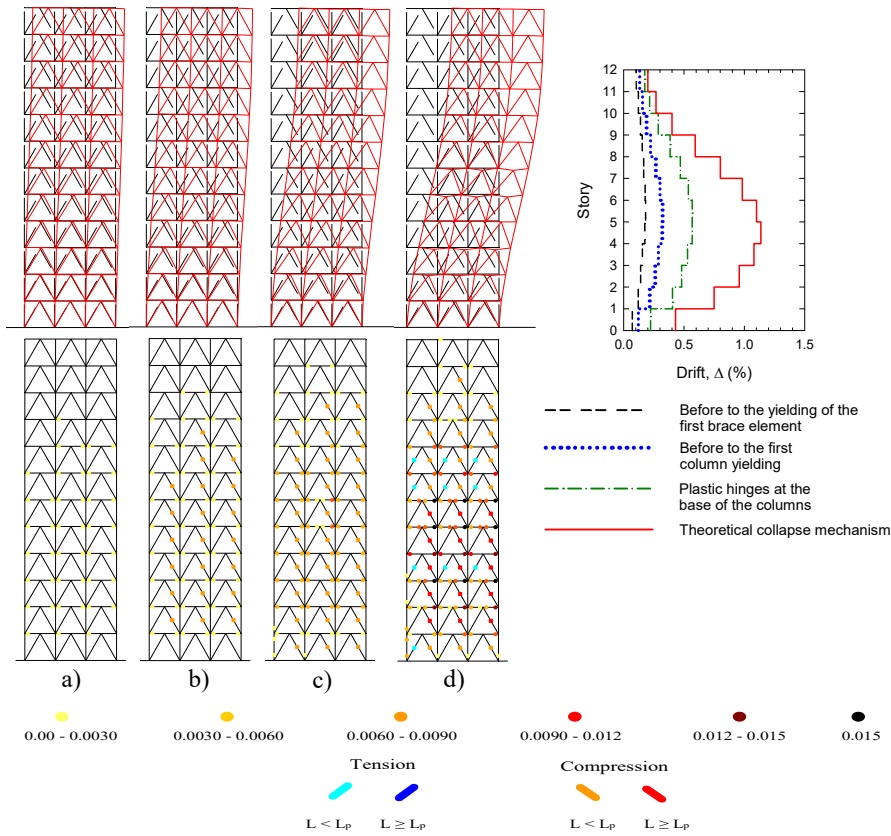 12
11
10
9
8
7
6
5
4
3
2
1
0
Story
0.0 0.5 1.0 1.5
Drift, Δ (%)
Before to the yielding of the
first brace element
Before to the first
column yielding
Plastic hinges at the
base of the columns
Theoretical collapse mechanism
a) b) c) d)
0.00 - 0.0030 0.0030 - 0.0060 0.0060 - 0.0090 0.0090 - 0.012 0.012 - 0.015 0.015
Tension Compression
L < LP L ≥ LP L < LP L ≥ LP